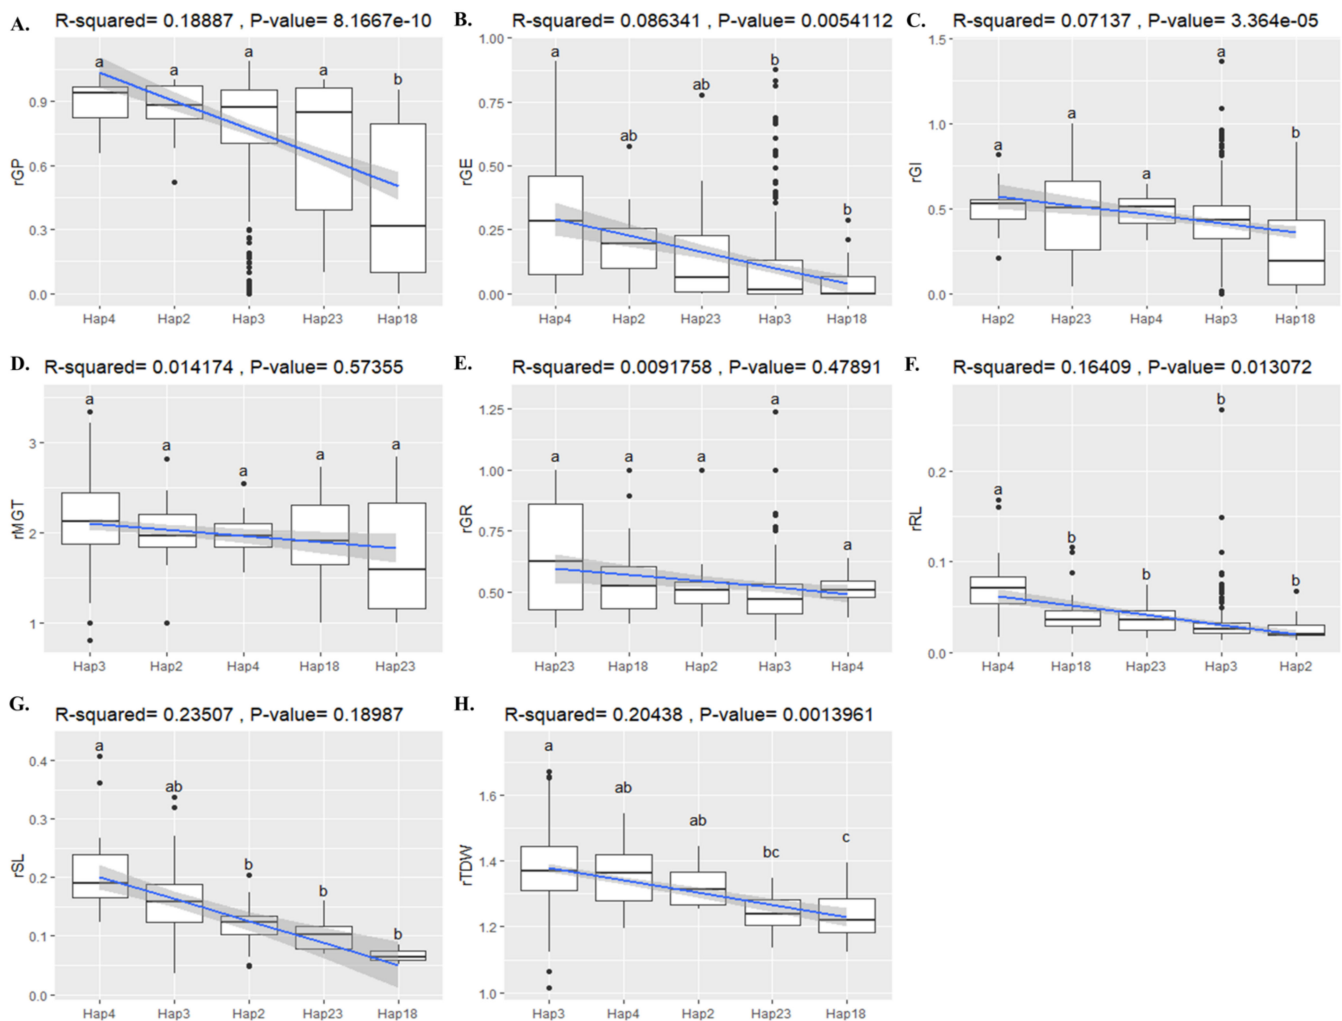 A.
R-squared= 0.18887 , P-value= 8.1667e-10
rGP
0.9
0.6
0.3
0.0
a a a a b
Hap4 Hap2 Hap3 Hap23 Hap18
B.
R-squared= 0.086341 , P-value= 0.0054112
rGE
1.00
0.75
0.50
0.25
0.00
a ab ab b b
Hap4 Hap2 Hap23 Hap3 Hap18
C.
R-squared= 0.07137 , P-value= 3.364e-05
rGI
1.5
1.0
0.5
0.0
a a a a b
Hap2 Hap23 Hap4 Hap3 Hap18
D.
R-squared= 0.014174 , P-value= 0.57355
rMGT
3
2
1
a a a a a
Hap3 Hap2 Hap4 Hap18 Hap23
E.
R-squared= 0.0091758 , P-value= 0.47891
rGR
1.25
1.00
0.75
0.50
a a a a a
Hap23 Hap18 Hap2 Hap3 Hap4
F.
R-squared= 0.16409 , P-value= 0.013072
rRL
0.2
0.1
0.0
a b b b b
Hap4 Hap18 Hap23 Hap3 Hap2
G.
R-squared= 0.23507 , P-value= 0.18987
rSL
0.4
0.3
0.2
0.1
0.0
a ab b b b
Hap4 Hap3 Hap2 Hap23 Hap18
H.
R-squared= 0.20438 , P-value= 0.0013961
rTDW
1.6
1.4
1.2
1.0
a ab ab bc c
Hap3 Hap4 Hap2 Hap23 Hap18